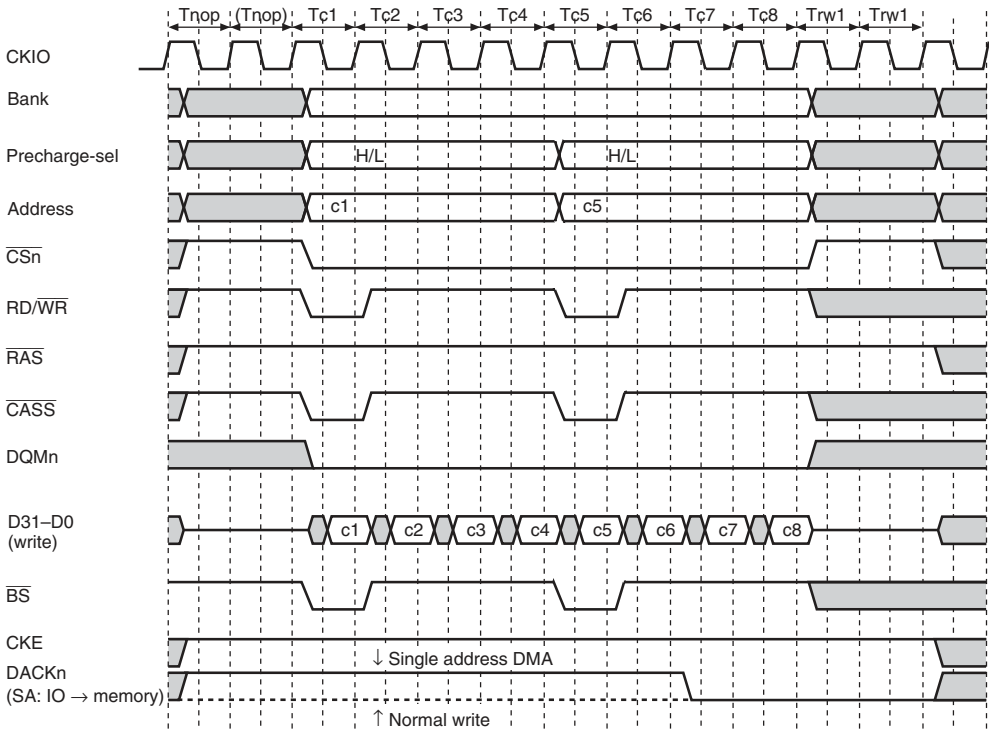 Tnop (Tnop) Tc1 Tc2 Tc3 Tc4 Tc5 Tc6 Tc7 Tc8 Trw1 Trw1
CKIO
Bank
Precharge-sel H/L H/L
Address c1 c5
CSn
RD/WR
RAS
CASS
DQMn
D31–D0
(write)
c1 c2 c3 c4 c5 c6 c7 c8
BS
CKE
↓ Single address DMA
DACKn
(SA: IO → memory)
↑ Normal write